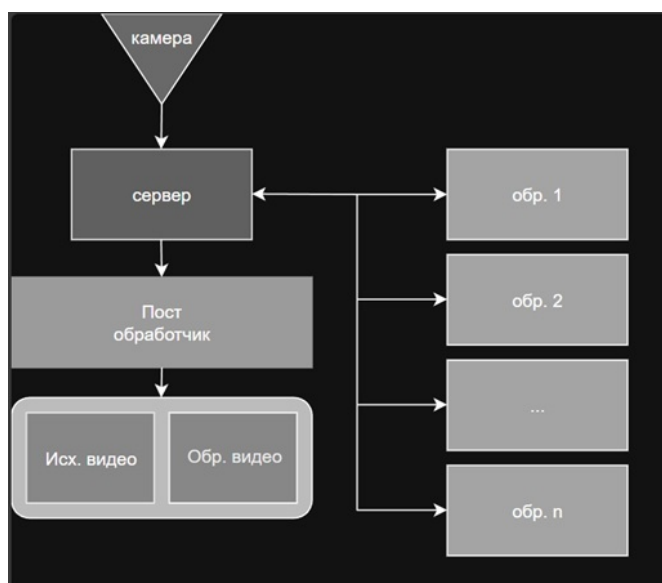 камера
сервер
Пост
обработчик
Исх. видео
Обр. видео
обр. 1
обр. 2
...
обр. n